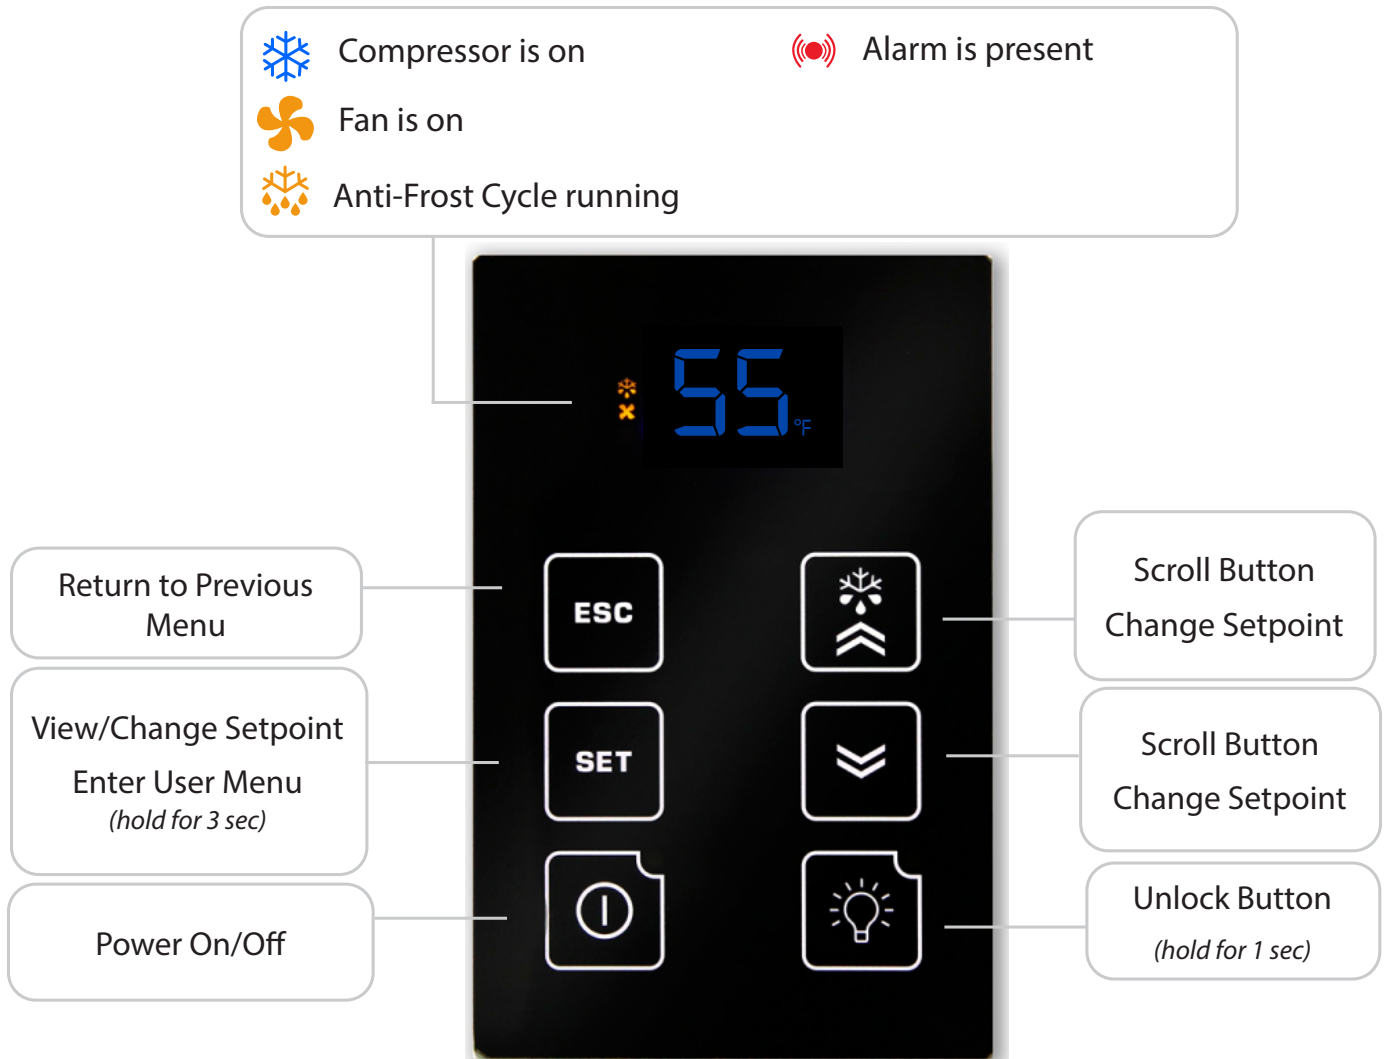 Compressor is on
Alarm is present
Fan is on
Anti-Frost Cycle running
55 °F
Return to Previous
Menu
ESC
Scroll Button
Change Setpoint
View/Change Setpoint
Enter User Menu
(hold for 3 sec)
SET
Scroll Button
Change Setpoint
Power On/Off
Unlock Button
(hold for 1 sec)